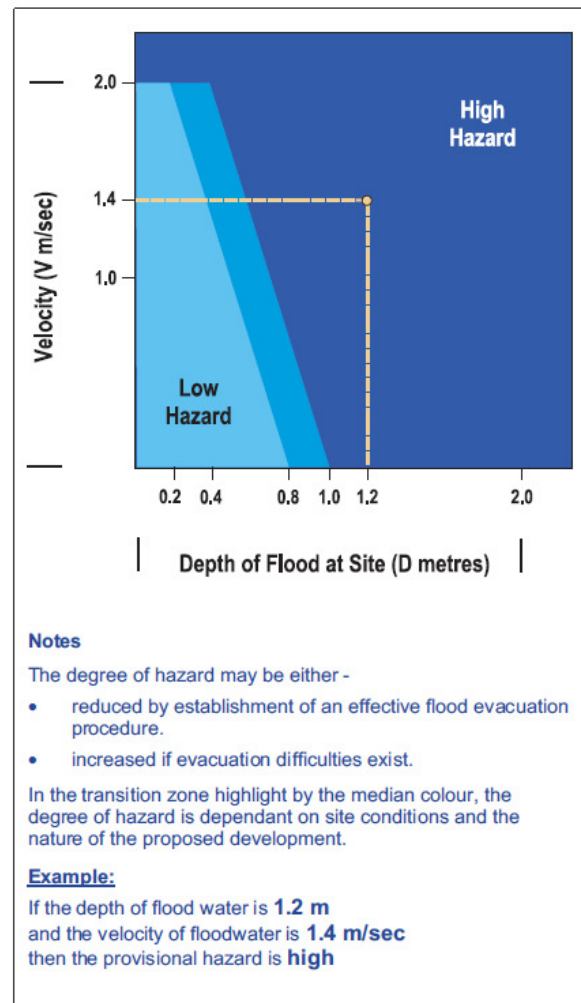 2.0
High
Hazard
1.4
Velocity (V m/sec)
1.0
Low
Hazard
0.2 0.4 0.8 1.0 1.2 2.0
Depth of Flood at Site (D metres)
Notes
The degree of hazard may be either -
• reduced by establishment of an effective flood evacuation
procedure.
• increased if evacuation difficulties exist.
In the transition zone highlight by the median colour, the
degree of hazard is dependant on site conditions and the
nature of the proposed development.
Example:
If the depth of flood water is 1.2 m
and the velocity of floodwater is 1.4 m/sec
then the provisional hazard is high